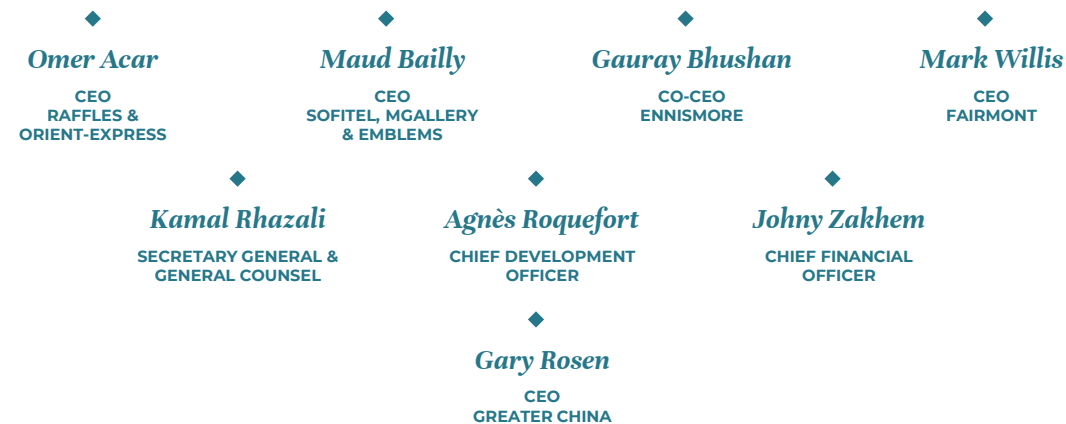 Omer Acar
CEO
RAFFLES &
ORIENT-EXPRESS
Maud Bailly
CEO
SOFITEL, MGALLERY
& EMBLEMS
Gauray Bhushan
CO-CEO
ENNISMORE
Mark Willis
CEO
FAIRMONT
Kamal Rhazali
SECRETARY GENERAL &
GENERAL COUNSEL
Agnès Roquefort
CHIEF DEVELOPMENT
OFFICER
Johny Zakhem
CHIEF FINANCIAL
OFFICER
Gary Rosen
CEO
GREATER CHINA